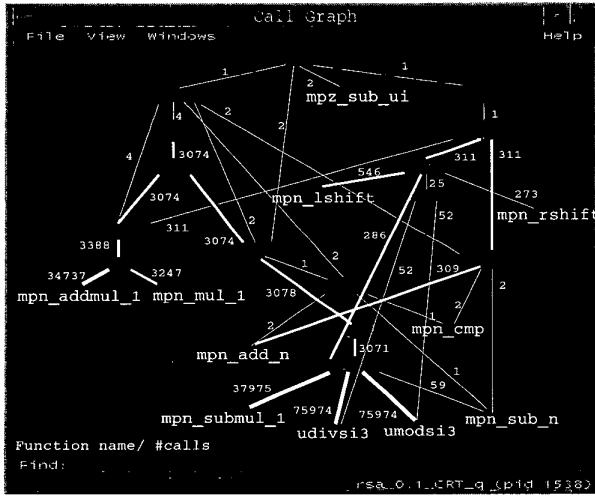 Call Graph
File View Windows Help
1 1
2 mpz_sub_ui
4 2 2 1
2
4 3074 311 311
546 25
3074 mpn_lshift 273
311 3074 2 52 mpn_rshift
286
3388 2
34737 3247 1 52 309
mpn_addmul_1 mpn_mul_1 3078 2 2
1
2 mpn_cmp
mpn_add_n 3071
1
37975 59
mpn_submul_1 75974 75974 mpn_sub_n
udivsi3 umodsi3
Function name/ #calls
Find:
rsa_0.1_CRT_q (pid 1538)